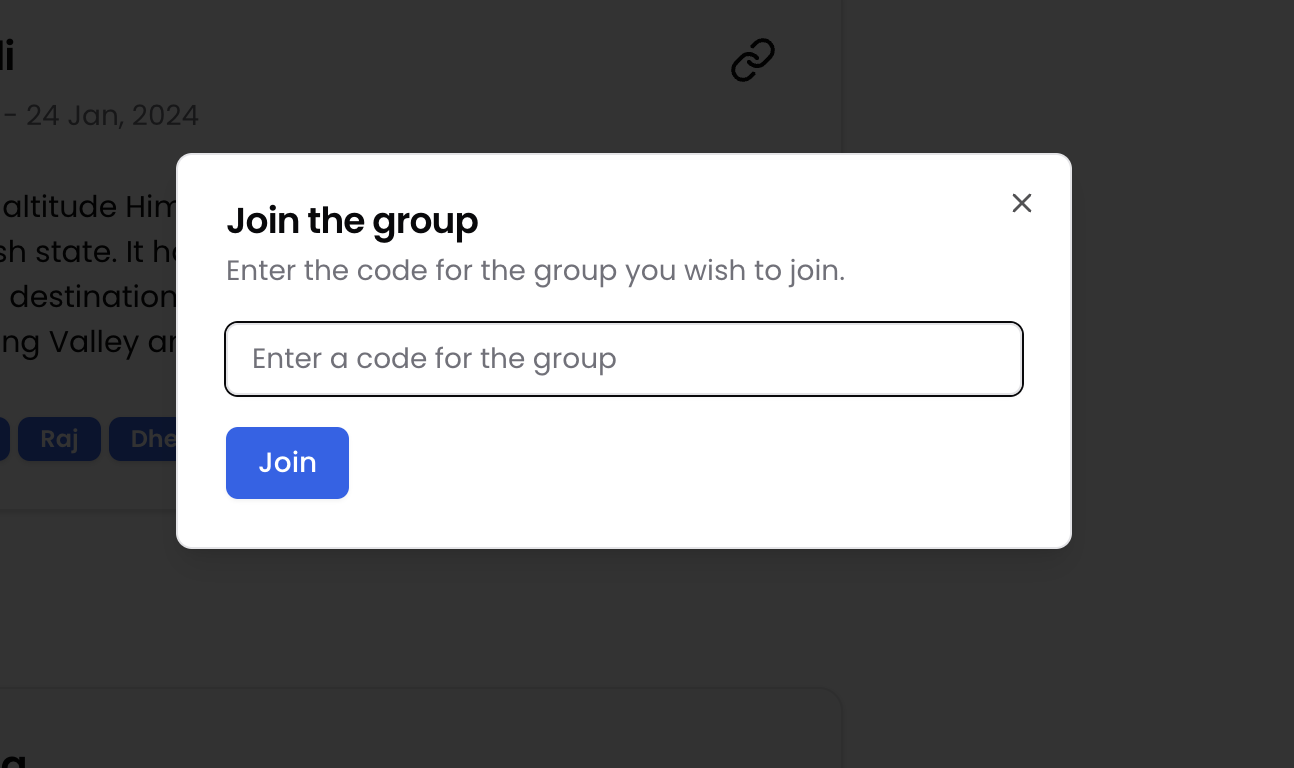 li
- 24 Jan, 2024
altitude Him
sh state. It he
destination
ng Valley ar
Raj Dhe
Join the group
Enter the code for the group you wish to join.
Enter a code for the group
Join